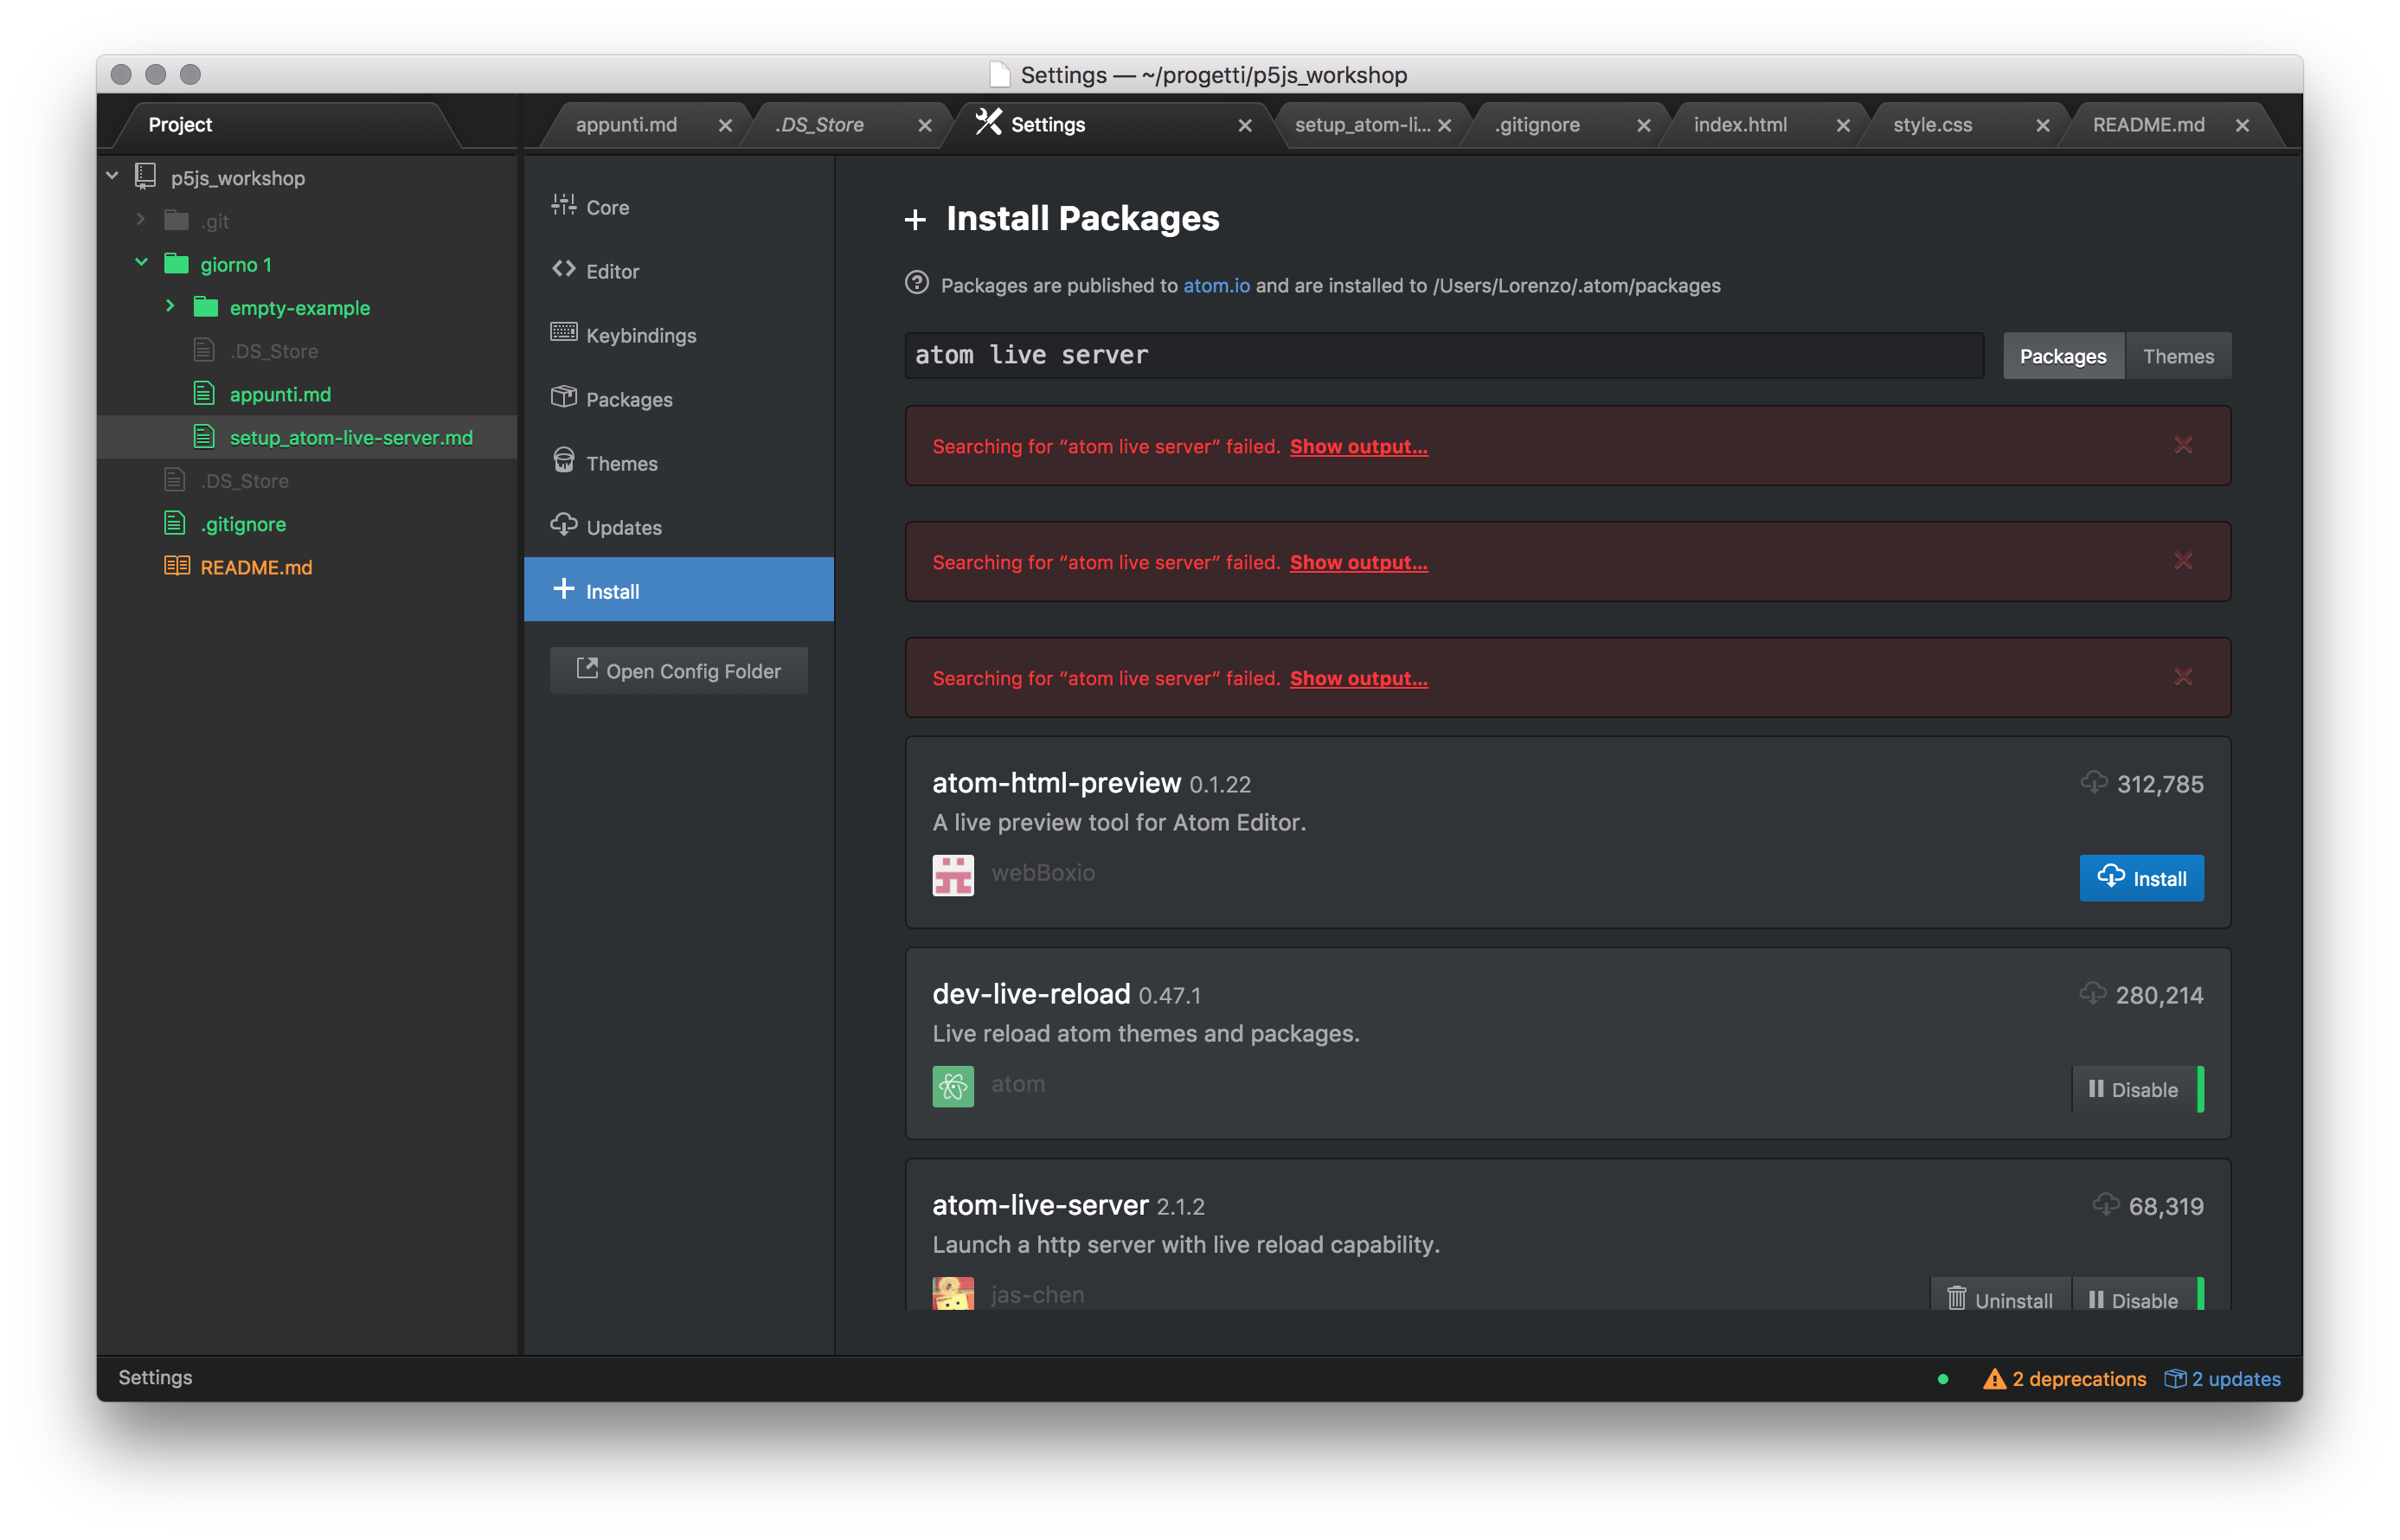 Settings — ~/progetti/p5js_workshop
Project
appunti.md
.DS_Store
Settings
setup_atom-li...
.gitignore
index.html
style.css
README.md
p5js_workshop
.git
giorno 1
empty-example
.DS_Store
appunti.md
setup_atom-live-server.md
.DS_Store
.gitignore
README.md
Core
Editor
Keybindings
Packages
Themes
Updates
Install
Open Config Folder
Install Packages
Packages are published to atom.io and are installed to /Users/Lorenzo/.atom/packages
atom live server
Packages
Themes
Searching for “atom live server” failed. Show output...
Searching for “atom live server” failed. Show output...
Searching for “atom live server” failed. Show output...
atom-html-preview 0.1.22
312,785
A live preview tool for Atom Editor.
webBoxio
Install
dev-live-reload 0.47.1
280,214
Live reload atom themes and packages.
atom
Disable
atom-live-server 2.1.2
68,319
Launch a http server with live reload capability.
jas-chen
Uninstall
Disable
Settings
2 deprecations
2 updates